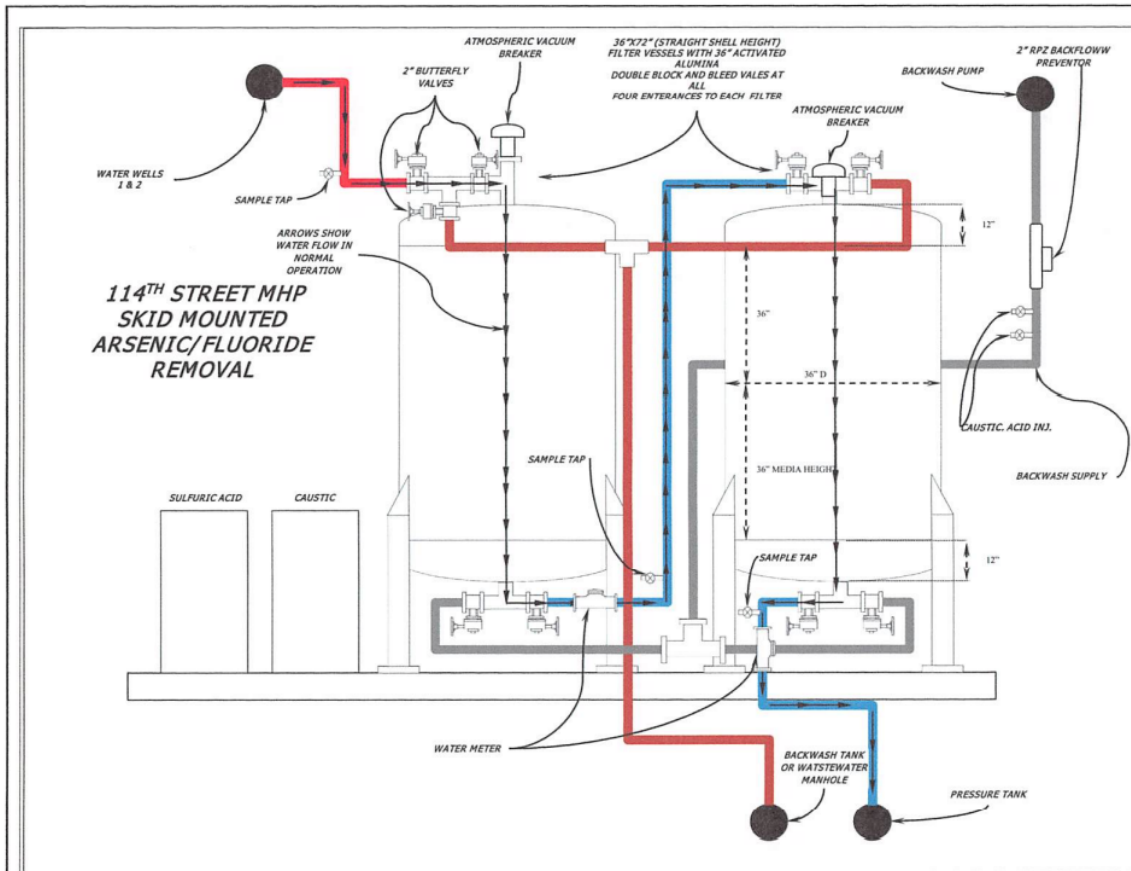 ATMOSPHERIC VACUUM
BREAKER
36"X72" (STRAIGHT SHELL HEIGHT)
FILTER VESSELS WITH 36" ACTIVATED
ALUMINA
DOUBLE BLOCK AND BLEED VALES AT
ALL
FOUR ENTERANCES TO EACH FILTER
2" RPZ BACKFLOWW
PREVENTOR
BACKWASH PUMP
2" BUTTERFLY
VALVES
ATMOSPHERIC VACUUM
BREAKER
WATER WELLS
1 & 2
SAMPLE TAP
12"
ARROWS SHOW
WATER FLOW IN
NORMAL
OPERATION
114TH STREET MHP
SKID MOUNTED
ARSENIC/FLUORIDE
REMOVAL
36"
36" D
CAUSTIC. ACID INJ.
SAMPLE TAP
36" MEDIA HEIGHT
BACKWASH SUPPLY
SULFURIC ACID
CAUSTIC
SAMPLE TAP
12"
WATER METER
BACKWASH TANK
OR WATSTEWATER
MANHOLE
PRESSURE TANK